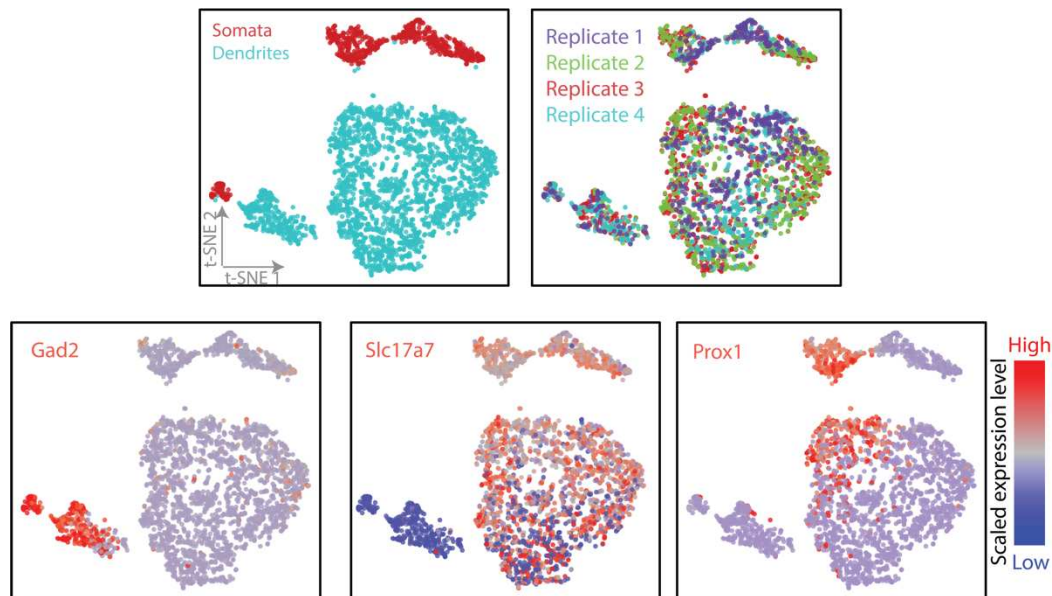 Somata
Dendrites
t-SNE 2
t-SNE 1
Replicate 1
Replicate 2
Replicate 3
Replicate 4
Gad2
Slc17a7
Prox1
High
Scaled expression level
Low